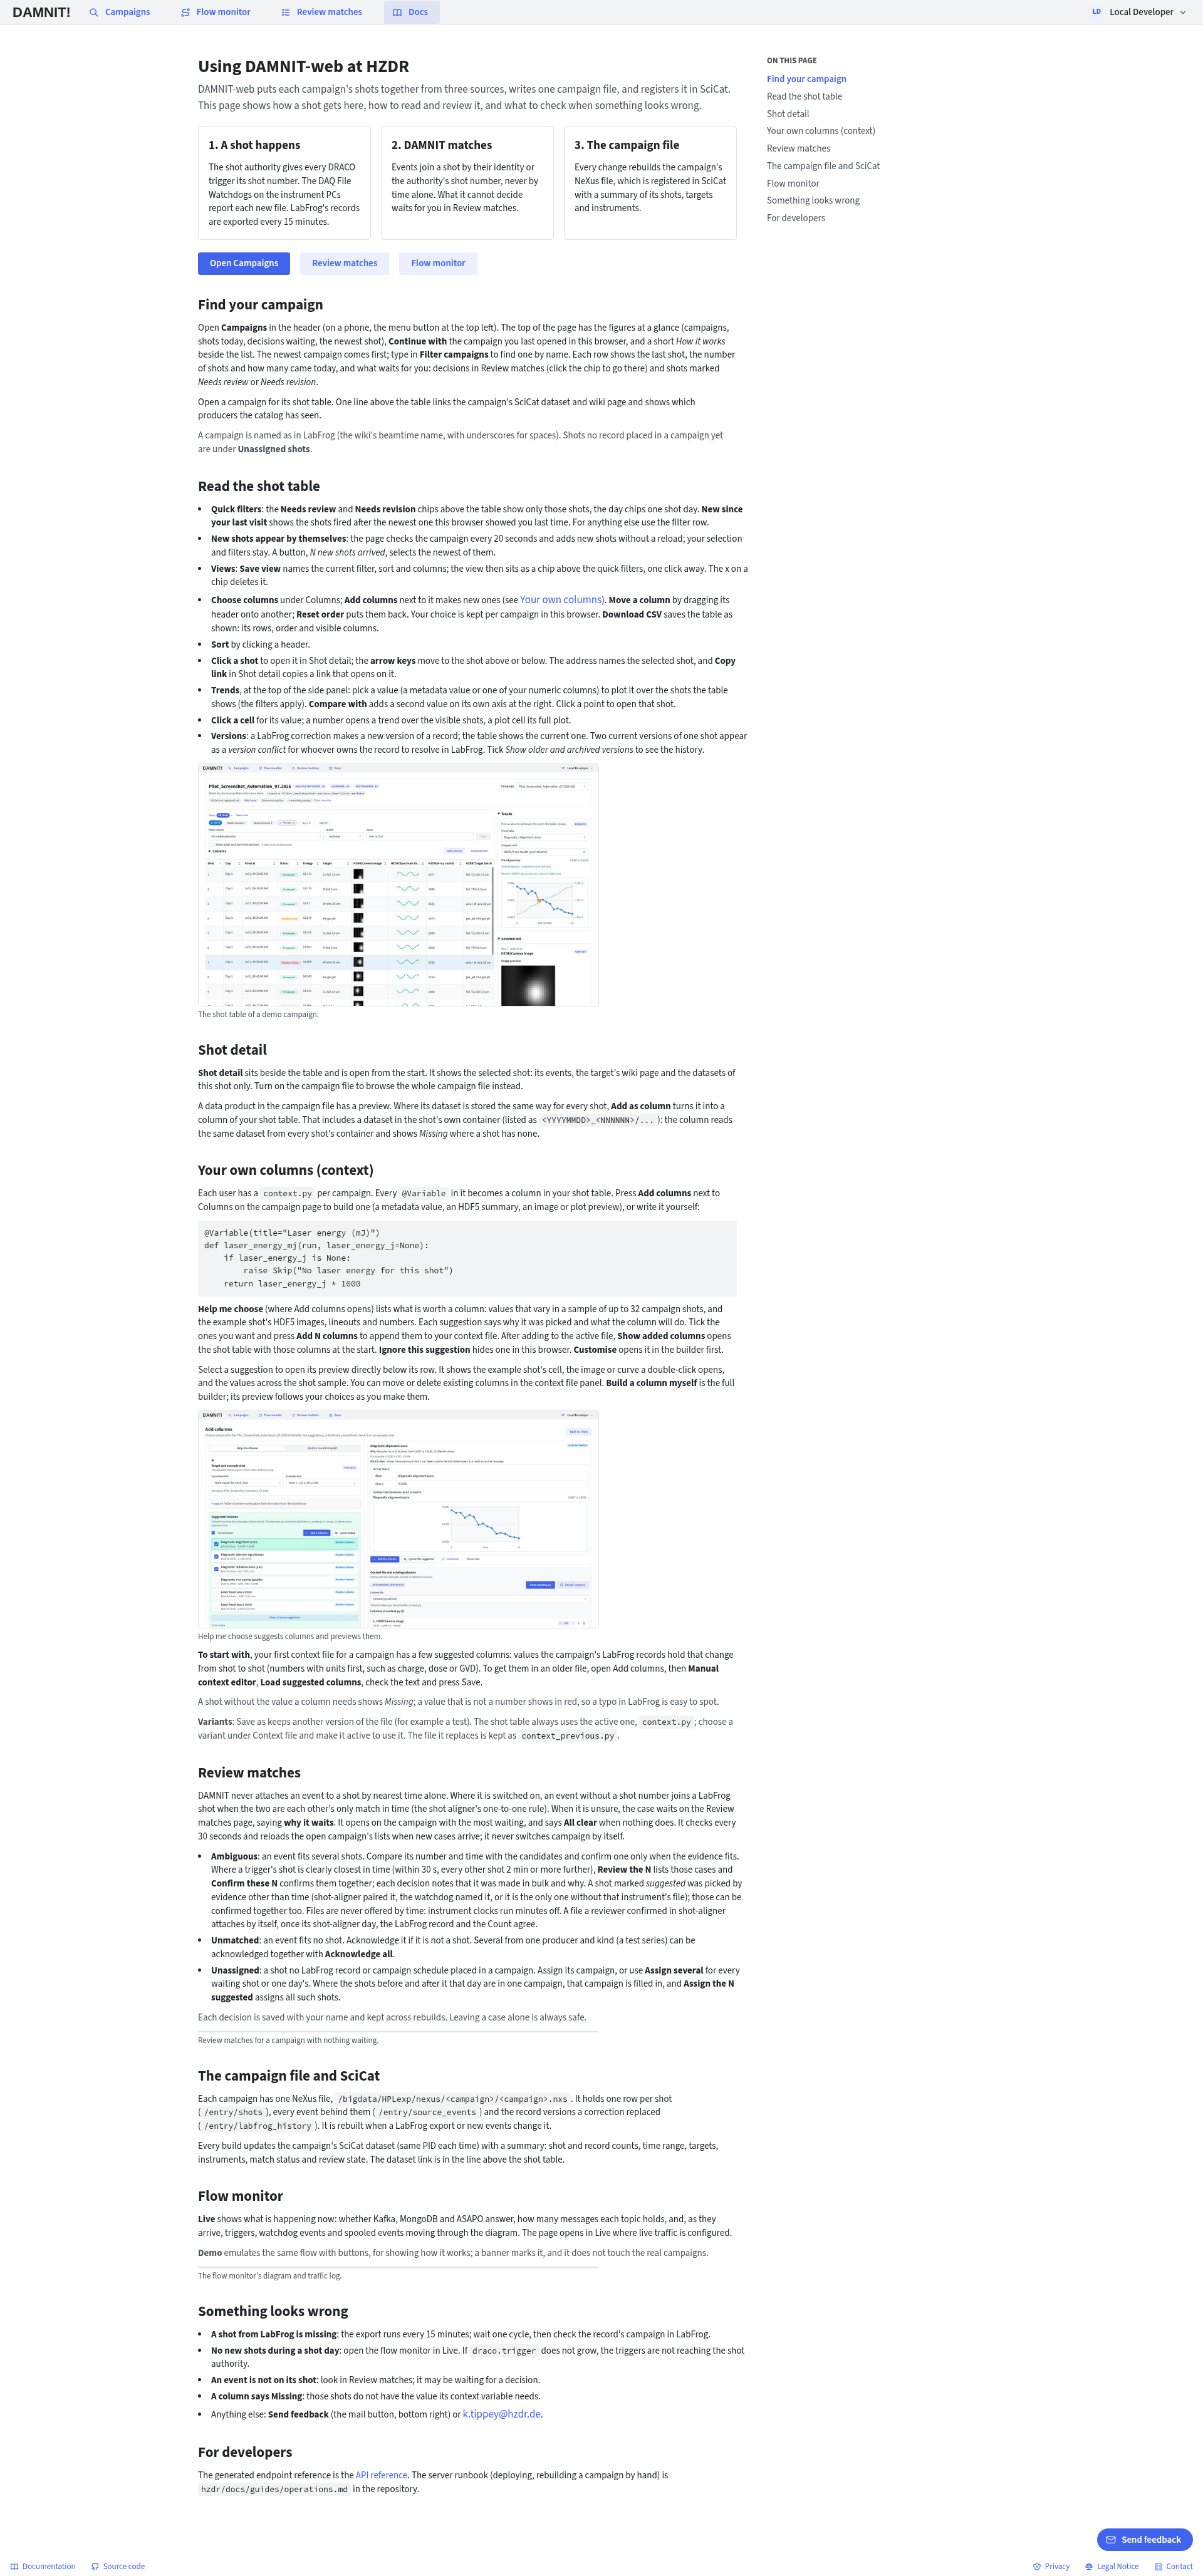 DAMNIT!
Campaigns
Flow monitor
Review matches
Docs
LD
Local Developer
Using DAMNIT-web at HZDR
DAMNIT-web puts each campaign's shots together from three sources, writes one campaign file, and registers it in SciCat.
This page shows how a shot gets here, how to read and review it, and what to check when something looks wrong.
1. A shot happens
The shot authority gives every DRACO
trigger its shot number. The DAQ File
Watchdogs on the instrument PCs
report each new file. LabFrog's records
are exported every 15 minutes.
2. DAMNIT matches
Events join a shot by their identity or
the authority's shot number, never by
time alone. What it cannot decide
waits for you in Review matches.
3. The campaign file
Every change rebuilds the campaign's
NeXus file, which is registered in SciCat
with a summary of its shots, targets
and instruments.
Open Campaigns
Review matches
Flow monitor
ON THIS PAGE
Find your campaign
Read the shot table
Shot detail
Your own columns (context)
Review matches
The campaign file and SciCat
Flow monitor
Something looks wrong
For developers
Find your campaign
Open Campaigns in the header (on a phone, the menu button at the top left). The top of the page has the figures at a glance (campaigns,
shots today, decisions waiting, the newest shot), Continue with the campaign you last opened in this browser, and a short How it works
beside the list. The newest campaign comes first; type in Filter campaigns to find one by name. Each row shows the last shot, the number
of shots and how many came today, and what waits for you: decisions in Review matches (click the chip to go there) and shots marked
Needs review or Needs revision.
Open a campaign for its shot table. One line above the table links the campaign's SciCat dataset and wiki page and shows which
producers the catalog has seen.
A campaign is named as in LabFrog (the wiki's beamtime name, with underscores for spaces). Shots no record placed in a campaign yet
are under Unassigned shots.
Read the shot table
Quick filters: the Needs review and Needs revision chips above the table show only those shots, the day chips one shot day. New since
your last visit shows the shots fired after the newest one this browser showed you last time. For anything else use the filter row.
New shots appear by themselves: the page checks the campaign every 20 seconds and adds new shots without a reload; your selection
and filters stay. A button, N new shots arrived, selects the newest of them.
Views: Save view names the current filter, sort and columns; the view then sits as a chip above the quick filters, one click away. The x on a
chip deletes it.
Choose columns under Columns; Add columns next to it makes new ones (see Your own columns). Move a column by dragging its
header onto another; Reset order puts them back. Your choice is kept per campaign in this browser. Download CSV saves the table as
shown: its rows, order and visible columns.
Sort by clicking a header.
Click a shot to open it in Shot detail; the arrow keys move to the shot above or below. The address names the selected shot, and Copy
link in Shot detail copies a link that opens on it.
Trends, at the top of the side panel: pick a value (a metadata value or one of your numeric columns) to plot it over the shots the table
shows (the filters apply). Compare with adds a second value on its own axis at the right. Click a point to open that shot.
Click a cell for its value; a number opens a trend over the visible shots, a plot cell its full plot.
Versions: a LabFrog correction makes a new version of a record; the table shows the current one. Two current versions of one shot appear
as a version conflict for whoever owns the record to resolve in LabFrog. Tick Show older and archived versions to see the history.
DAMNIT!
Pilot_Screenshot_Automation_07.2026
Trends
The shot table of a demo campaign.
Shot detail
Shot detail sits beside the table and is open from the start. It shows the selected shot: its events, the target's wiki page and the datasets of
this shot only. Turn on the campaign file to browse the whole campaign file instead.
A data product in the campaign file has a preview. Where its dataset is stored the same way for every shot, Add as column turns it into a
column of your shot table. That includes a dataset in the shot's own container (listed as <YYYYMMDD>_<NNNNNN>/... ): the column reads
the same dataset from every shot's container and shows Missing where a shot has none.
Your own columns (context)
Each user has a context.py per campaign. Every @Variable in it becomes a column in your shot table. Press Add columns next to
Columns on the campaign page to build one (a metadata value, an HDF5 summary, an image or plot preview), or write it yourself:
@Variable(title="Laser energy (mJ)")
def laser_energy_mj(run, laser_energy_j=None):
    if laser_energy_j is None:
        raise Skip("No laser energy for this shot")
    return laser_energy_j * 1000
Help me choose (where Add columns opens) lists what is worth a column: values that vary in a sample of up to 32 campaign shots, and
the example shot's HDF5 images, lineouts and numbers. Each suggestion says why it was picked and what the column will do. Tick the
ones you want and press Add N columns to append them to your context file. After adding to the active file, Show added columns opens
the shot table with those columns at the start. Ignore this suggestion hides one in this browser. Customise opens it in the builder first.
Select a suggestion to open its preview directly below its row. It shows the example shot's cell, the image or curve a double-click opens,
and the values across the shot sample. You can move or delete existing columns in the context file panel. Build a column myself is the full
builder; its preview follows your choices as you make them.
DAMNIT!
Add columns
Help me choose suggests columns and previews them.
To start with, your first context file for a campaign has a few suggested columns: values the campaign's LabFrog records hold that change
from shot to shot (numbers with units first, such as charge, dose or GVD). To get them in an older file, open Add columns, then Manual
context editor, Load suggested columns, check the text and press Save.
A shot without the value a column needs shows Missing; a value that is not a number shows in red, so a typo in LabFrog is easy to spot.
Variants: Save as keeps another version of the file (for example a test). The shot table always uses the active one, context.py ; choose a
variant under Context file and make it active to use it. The file it replaces is kept as context_previous.py .
Review matches
DAMNIT never attaches an event to a shot by nearest time alone. Where it is switched on, an event without a shot number joins a LabFrog
shot when the two are each other's only match in time (the shot aligner's one-to-one rule). When it is unsure, the case waits on the Review
matches page, saying why it waits. It opens on the campaign with the most waiting, and says All clear when nothing does. It checks every
30 seconds and reloads the open campaign's lists when new cases arrive; it never switches campaign by itself.
Ambiguous: an event fits several shots. Compare its number and time with the candidates and confirm one only when the evidence fits.
Where a trigger's shot is clearly closest in time (within 30 s, every other shot 2 min or more further), Review the N lists those cases and
Confirm these N confirms them together; each decision notes that it was made in bulk and why. A shot marked suggested was picked by
evidence other than time (shot-aligner paired it, the watchdog named it, or it is the only one without that instrument's file); those can be
confirmed together too. Files are never offered by time: instrument clocks run minutes off. A file a reviewer confirmed in shot-aligner
attaches by itself, once its shot-aligner day, the LabFrog record and the Count agree.
Unmatched: an event fits no shot. Acknowledge it if it is not a shot. Several from one producer and kind (a test series) can be
acknowledged together with Acknowledge all.
Unassigned: a shot no LabFrog record or campaign schedule placed in a campaign. Assign its campaign, or use Assign several for every
waiting shot or one day's. Where the shots before and after it that day are in one campaign, that campaign is filled in, and Assign the N
suggested assigns all such shots.
Each decision is saved with your name and kept across rebuilds. Leaving a case alone is always safe.
Review matches for a campaign with nothing waiting.
The campaign file and SciCat
Each campaign has one NeXus file, /bigdata/HPLexp/nexus/<campaign>/<campaign>.nxs . It holds one row per shot
( /entry/shots ), every event behind them ( /entry/source_events ) and the record versions a correction replaced
( /entry/labfrog_history ). It is rebuilt when a LabFrog export or new events change it.
Every build updates the campaign's SciCat dataset (same PID each time) with a summary: shot and record counts, time range, targets,
instruments, match status and review state. The dataset link is in the line above the shot table.
Flow monitor
Live shows what is happening now: whether Kafka, MongoDB and ASAPO answer, how many messages each topic holds, and, as they
arrive, triggers, watchdog events and spooled events moving through the diagram. The page opens in Live where live traffic is configured.
Demo emulates the same flow with buttons, for showing how it works; a banner marks it, and it does not touch the real campaigns.
The flow monitor's diagram and traffic log.
Something looks wrong
A shot from LabFrog is missing: the export runs every 15 minutes; wait one cycle, then check the record's campaign in LabFrog.
No new shots during a shot day: open the flow monitor in Live. If draco.trigger does not grow, the triggers are not reaching the shot
authority.
An event is not on its shot: look in Review matches; it may be waiting for a decision.
A column says Missing: those shots do not have the value its context variable needs.
Anything else: Send feedback (the mail button, bottom right) or k.tippey@hzdr.de.
For developers
The generated endpoint reference is the API reference. The server runbook (deploying, rebuilding a campaign by hand) is
hzdr/docs/guides/operations.md in the repository.
Send feedback
Documentation
Source code
Privacy
Legal Notice
Contact